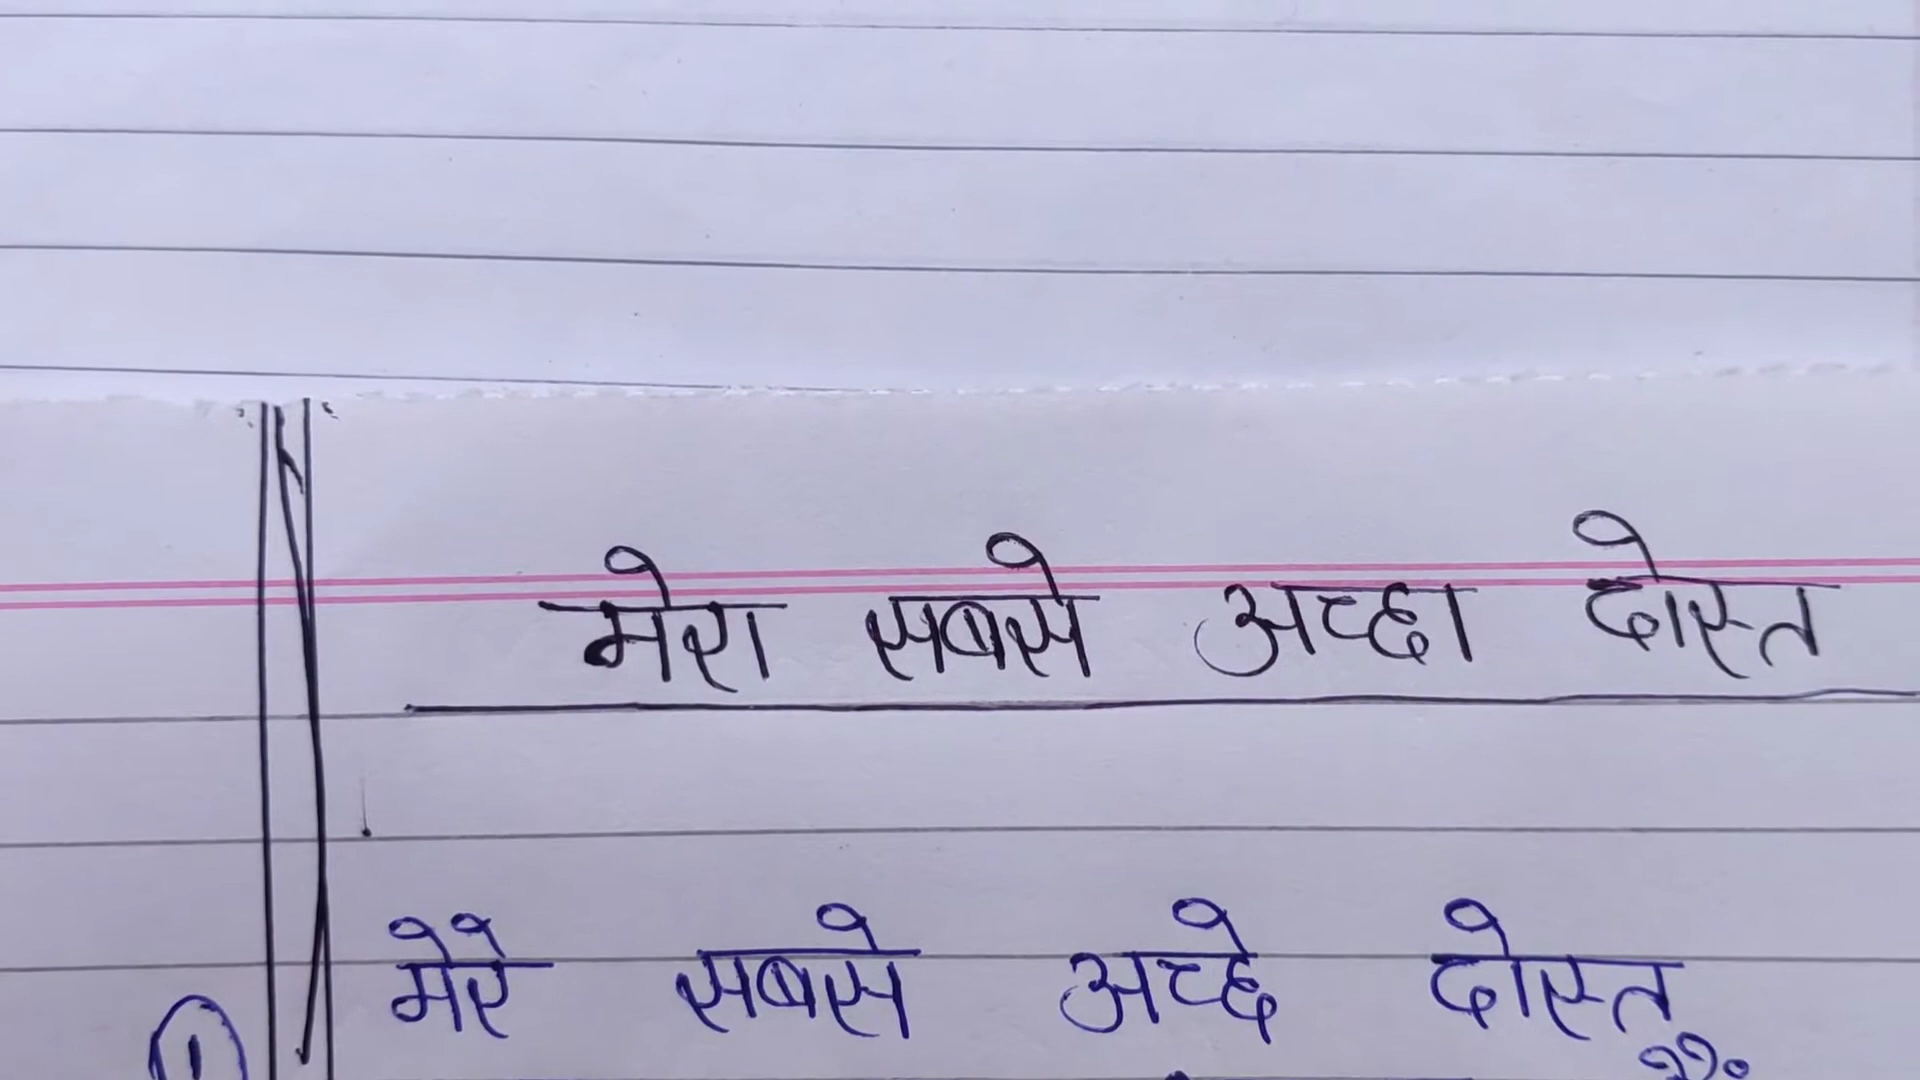 मेरा सबसे अच्छा दोस्त
मेरे सबसे अच्छे दोस्त